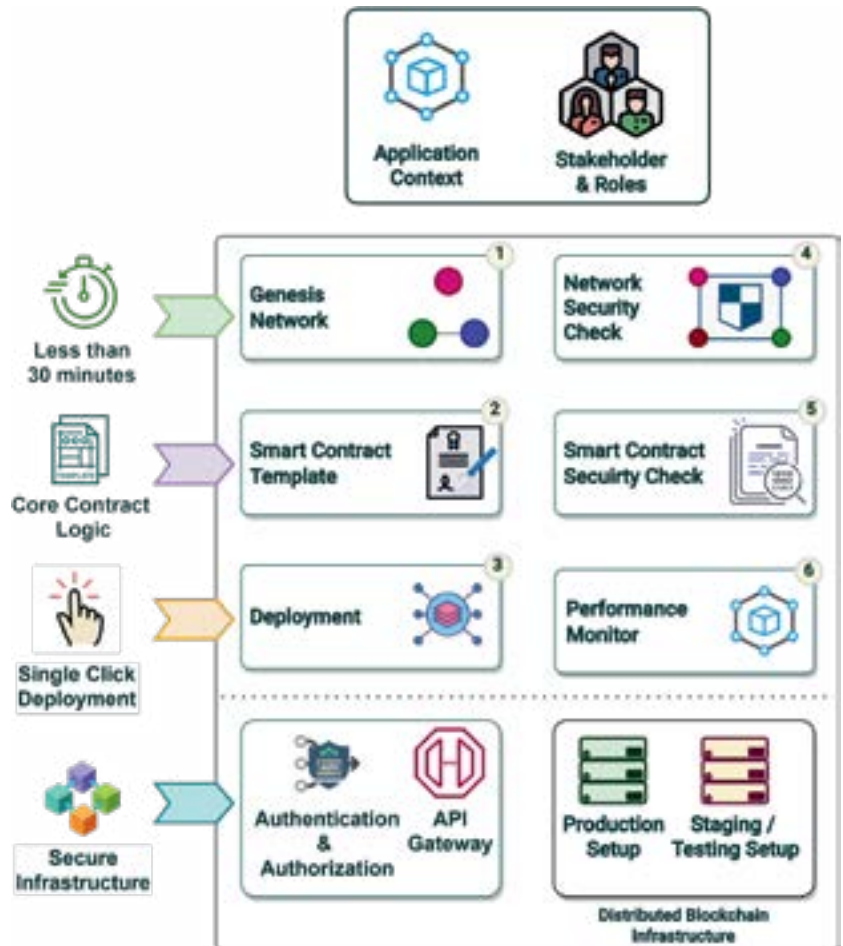 Application
Context
Stakeholder
& Roles
Less than
30 minutes
Genesis
Network
1
Network
Security
Check
4
Core Contract
Logic
TEMPLATE
Smart Contract
Template
2
Smart Contract
Secuirty Check
5
Single Click
Deployment
Deployment
3
Performance
Monitor
6
Secure
Infrastructure
Authentication
&
Authorization
API
Gateway
Production
Setup
Staging /
Testing Setup
Distributed Blockchain
Infrastructure